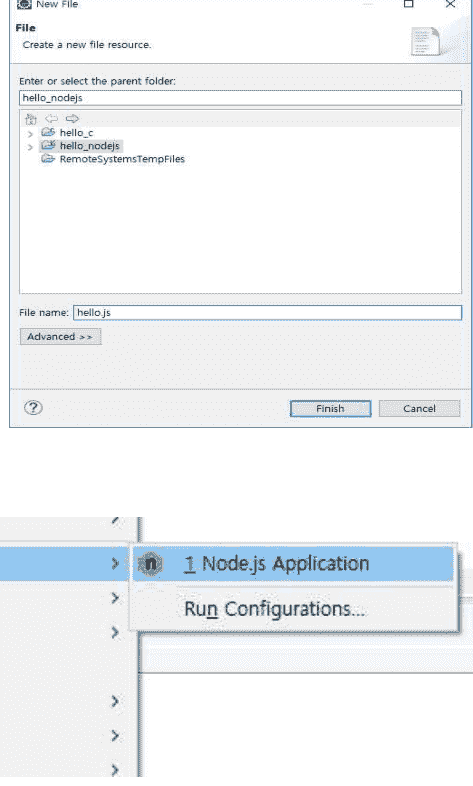 New File
File
Create a new file resource.
Enter or select the parent folder:
hello_nodejs
hello_c
hello_nodejs
RemoteSystemsTempFiles
File name: hello.js
Advanced >>
Finish Cancel
1 Node.js Application
Run Configurations...